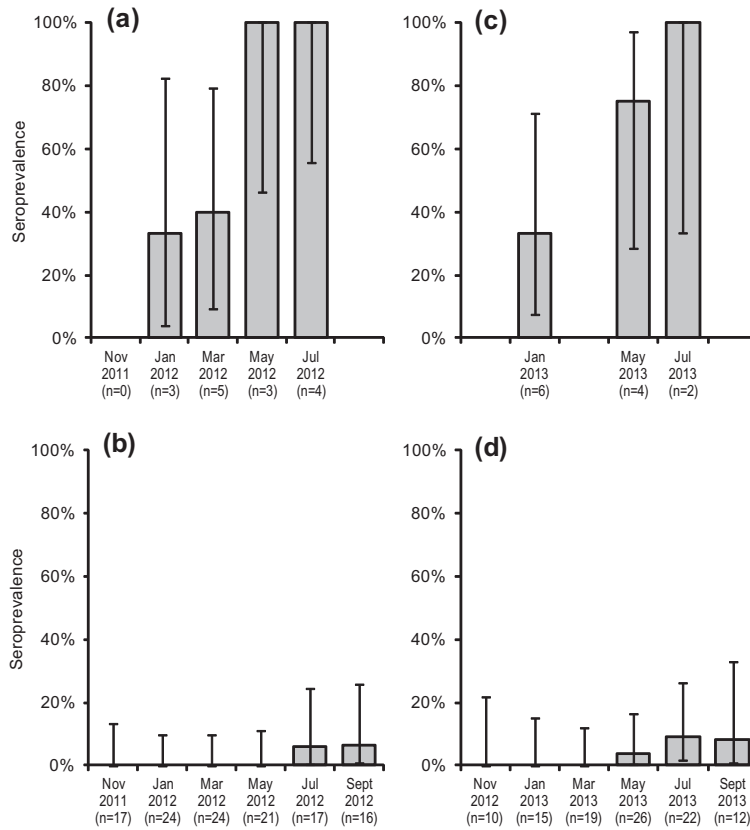 (a)
100%
80%
60%
40%
20%
0%
Seroprevalence
Nov Jan Mar May Jul
2011 2012 2012 2012 2012
(n=0) (n=3) (n=5) (n=3) (n=4)
(c)
100%
80%
60%
40%
20%
0%
Jan May Jul
2013 2013 2013
(n=6) (n=4) (n=2)
(b)
100%
80%
60%
40%
20%
0%
Seroprevalence
Nov Jan Mar May Jul Sept
2011 2012 2012 2012 2012 2012
(n=17) (n=24) (n=24) (n=21) (n=17) (n=16)
(d)
100%
80%
60%
40%
20%
0%
Nov Jan Mar May Jul Sept
2012 2013 2013 2013 2013 2013
(n=10) (n=15) (n=19) (n=26) (n=22) (n=12)